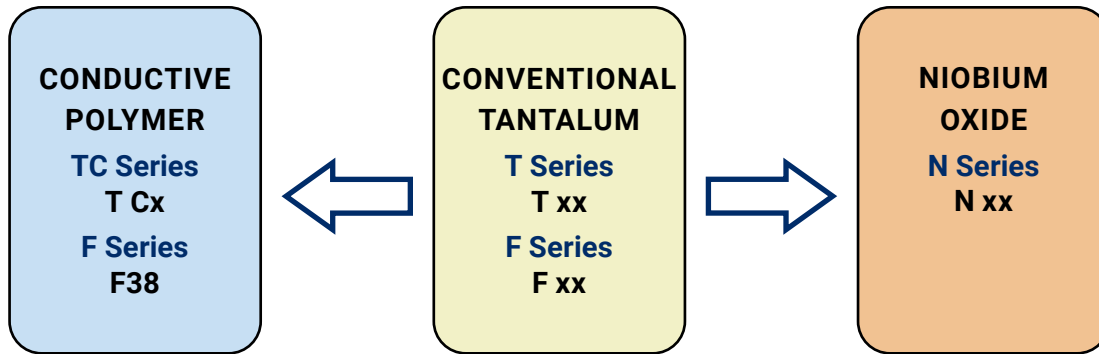 CONDUCTIVE
POLYMER
TC Series
T Cx
F Series
F38
CONVENTIONAL
TANTALUM
T Series
T xx
F Series
F xx
NIOBIUM
OXIDE
N Series
N xx